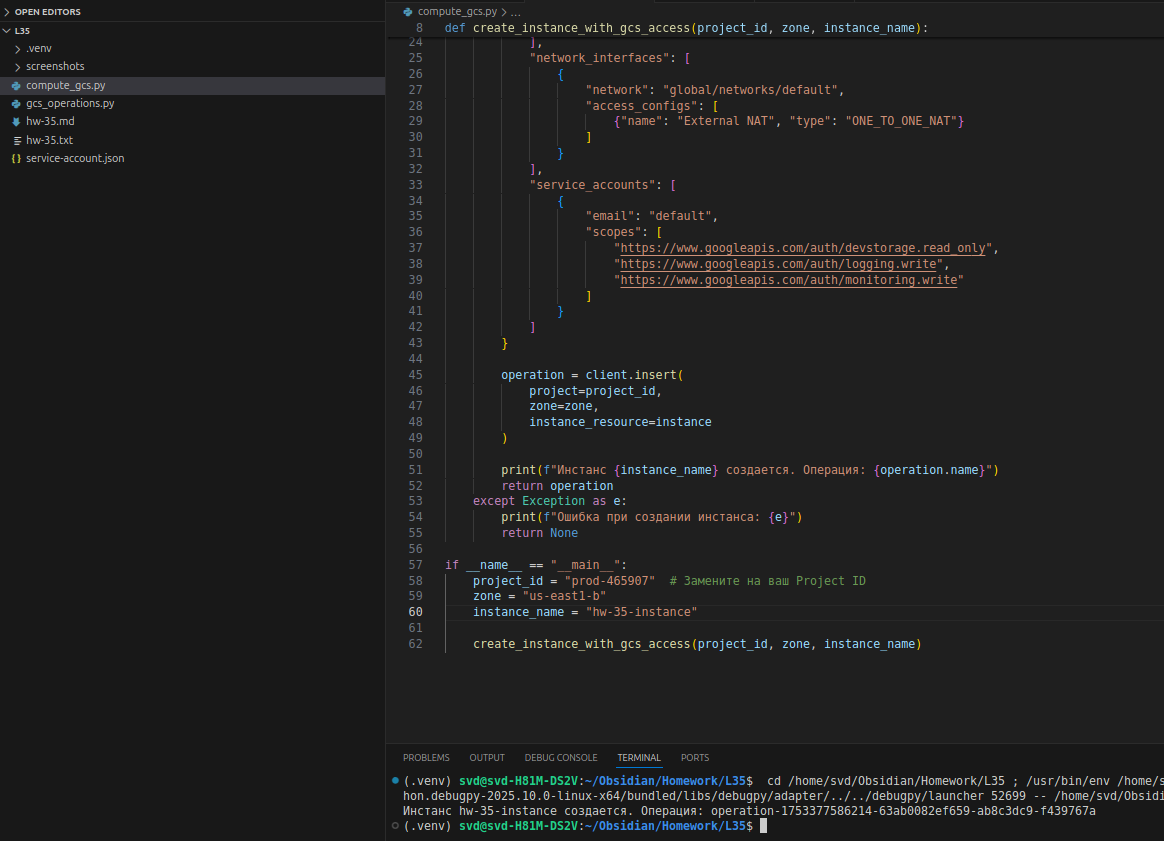 OPEN EDITORS
L35
.venv
screenshots
compute_gcs.py
gcs_operations.py
hw-35.md
hw-35.txt
service-account.json
compute_gcs.py > ...
8 def create_instance_with_gcs_access(project_id, zone, instance_name):
24 ],
25 "network_interfaces": [
26 {
27 "network": "global/networks/default",
28 "access_configs": [
29 {"name": "External NAT", "type": "ONE_TO_ONE_NAT"}
30 ]
31 }
32 ],
33 "service_accounts": [
34 {
35 "email": "default",
36 "scopes": [
37 "https://www.googleapis.com/auth/devstorage.read_only",
38 "https://www.googleapis.com/auth/logging.write",
39 "https://www.googleapis.com/auth/monitoring.write"
40 ]
41 }
42 ]
43 }
44
45 operation = client.insert(
46 project=project_id,
47 zone=zone,
48 instance_resource=instance
49 )
50
51 print(f"Инстанс {instance_name} создается. Операция: {operation.name}")
52 return operation
53 except Exception as e:
54 print(f"Ошибка при создании инстанса: {e}")
55 return None
56
57 if __name__ == "__main__":
58 project_id = "prod-465907" # Замените на ваш Project ID
59 zone = "us-east1-b"
60 instance_name = "hw-35-instance"
61
62 create_instance_with_gcs_access(project_id, zone, instance_name)
PROBLEMS OUTPUT DEBUG CONSOLE TERMINAL PORTS
(.venv) svd@svd-H81M-DS2V:~/Obsidian/Homework/L35$ cd /home/svd/Obsidian/Homework/L35 ; /usr/bin/env /home/s
hon.debugpy-2025.10.0-linux-x64/bundled/libs/debugpy/adapter/../../debugpy/launcher 52699 -- /home/svd/Obsidi
Инстанс hw-35-instance создается. Операция: operation-1753377586214-63ab0082ef659-ab8c3dc9-f439767a
(.venv) svd@svd-H81M-DS2V:~/Obsidian/Homework/L35$